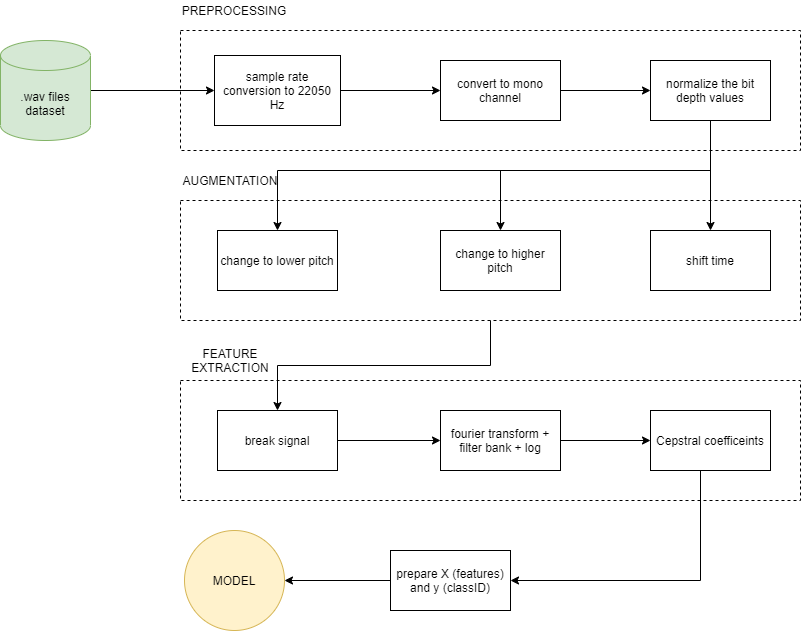 PREPROCESSING
.wav files
dataset
sample rate
conversion to 22050
Hz
convert to mono
channel
normalize the bit
depth values
AUGMENTATION
change to lower pitch
change to higher
pitch
shift time
FEATURE
EXTRACTION
break signal
fourier transform +
filter bank + log
Cepstral coefficeints
MODEL
prepare X (features)
and y (classID)